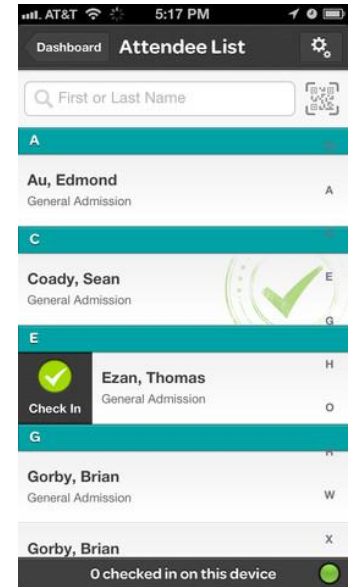 AT&T 5:17 PM
Dashboard Attendee List
First or Last Name
A
Au, Edmond
General Admission
A
C
Coady, Sean
General Admission
E
G
E
Check In
Ezan, Thomas
General Admission
H
O
G
Gorby, Brian
General Admission
W
Gorby, Brian
X
0 checked in on this device